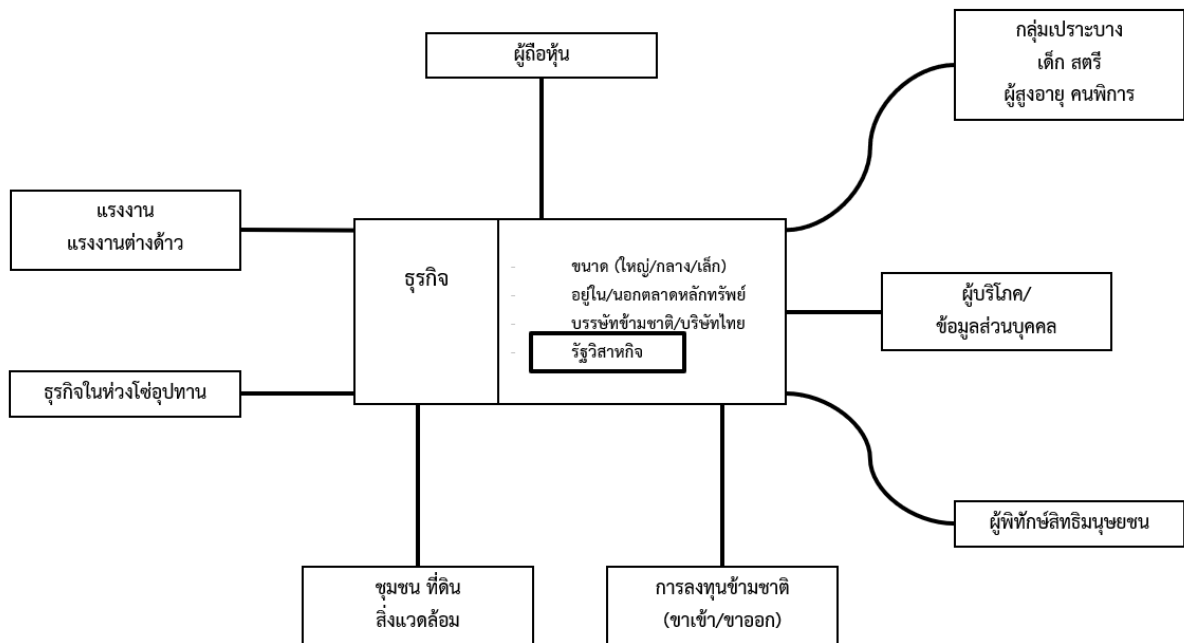 ผู้ถือหุ้น
กลุ่มเปราะบาง
เด็ก สตรี
ผู้สูงอายุ คนพิการ
แรงงาน
แรงงานต่างด้าว
ธุรกิจ
- ขนาด (ใหญ่/กลาง/เล็ก)
- อยู่ใน/นอกตลาดหลักทรัพย์
- บรรษัทข้ามชาติ/บริษัทไทย
- รัฐวิสาหกิจ
ผู้บริโภค/
ข้อมูลส่วนบุคคล
ธุรกิจในห่วงโซ่อุปทาน
ผู้พิทักษ์สิทธิมนุษยชน
ชุมชน ที่ดิน
สิ่งแวดล้อม
การลงทุนข้ามชาติ
(ขาเข้า/ขาออก)